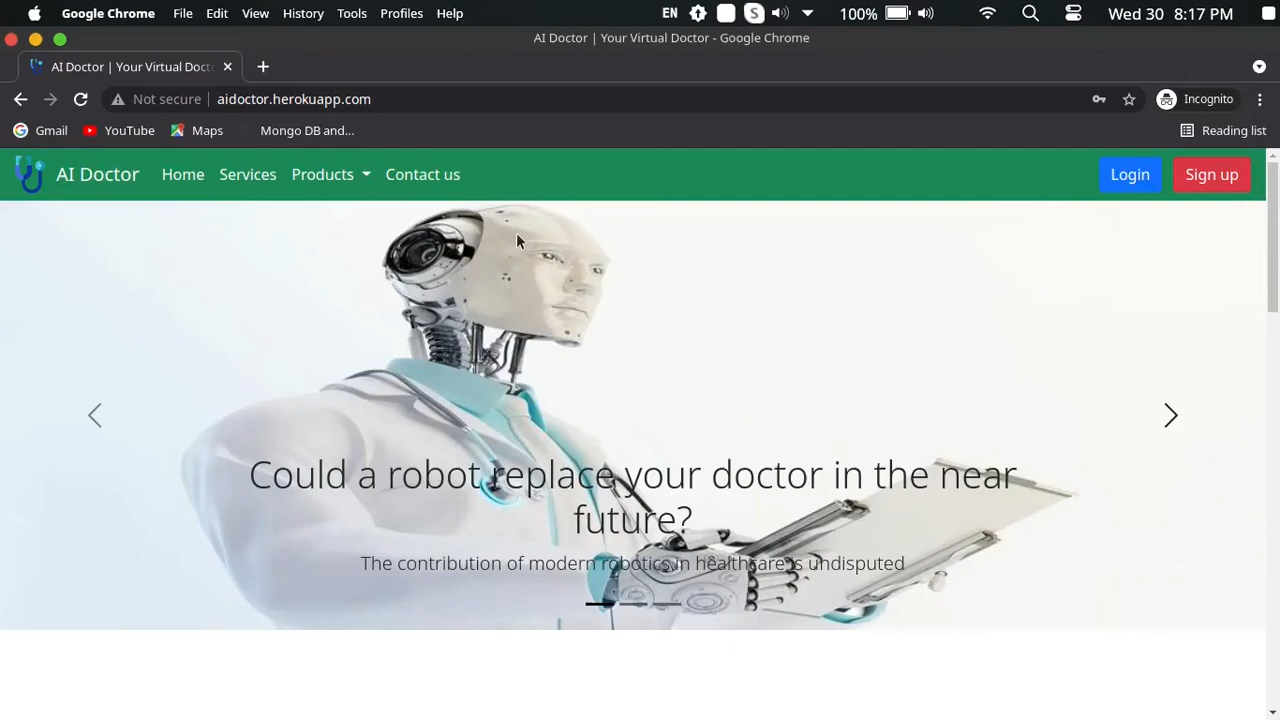 Google Chrome File Edit View History Tools Profiles Help EN S 100% Wed 30 8:17 PM
AI Doctor | Your Virtual Doctor - Google Chrome
AI Doctor | Your Virtual Docto
Not secure aidoctor.herokuapp.com Incognito
Gmail YouTube Maps Mongo DB and... Reading list
AI Doctor Home Services Products Contact us Login Sign up
Could a robot replace your doctor in the near
future?
The contribution of modern robotics in healthcare is undisputed